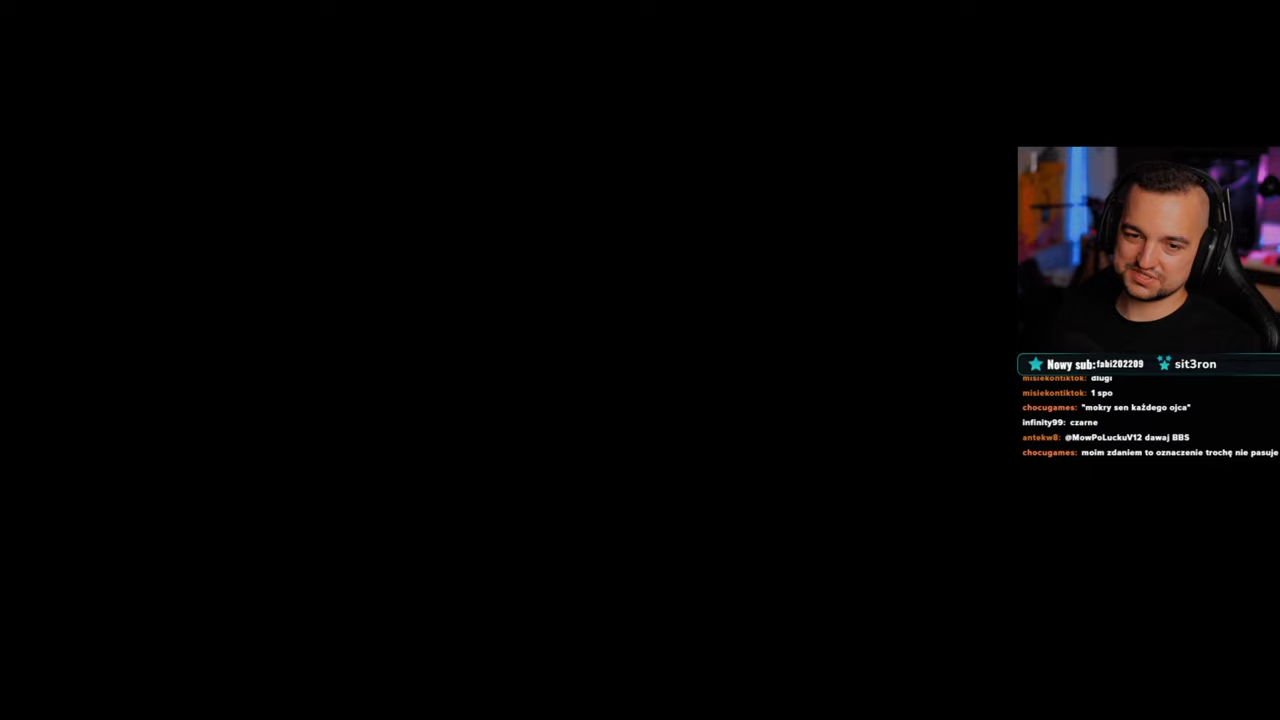 Nowy sub: fabi202209 sit3ron
misiekontiktok: dlugi
misiekontiktok: 1 spo
chocugames: "mokry sen każdego ojca"
infinity99: czarne
antekw8: @MowPoLuckuV12 dawaj BBS
chocugames: moim zdaniem to oznaczenie trochę nie pasuje